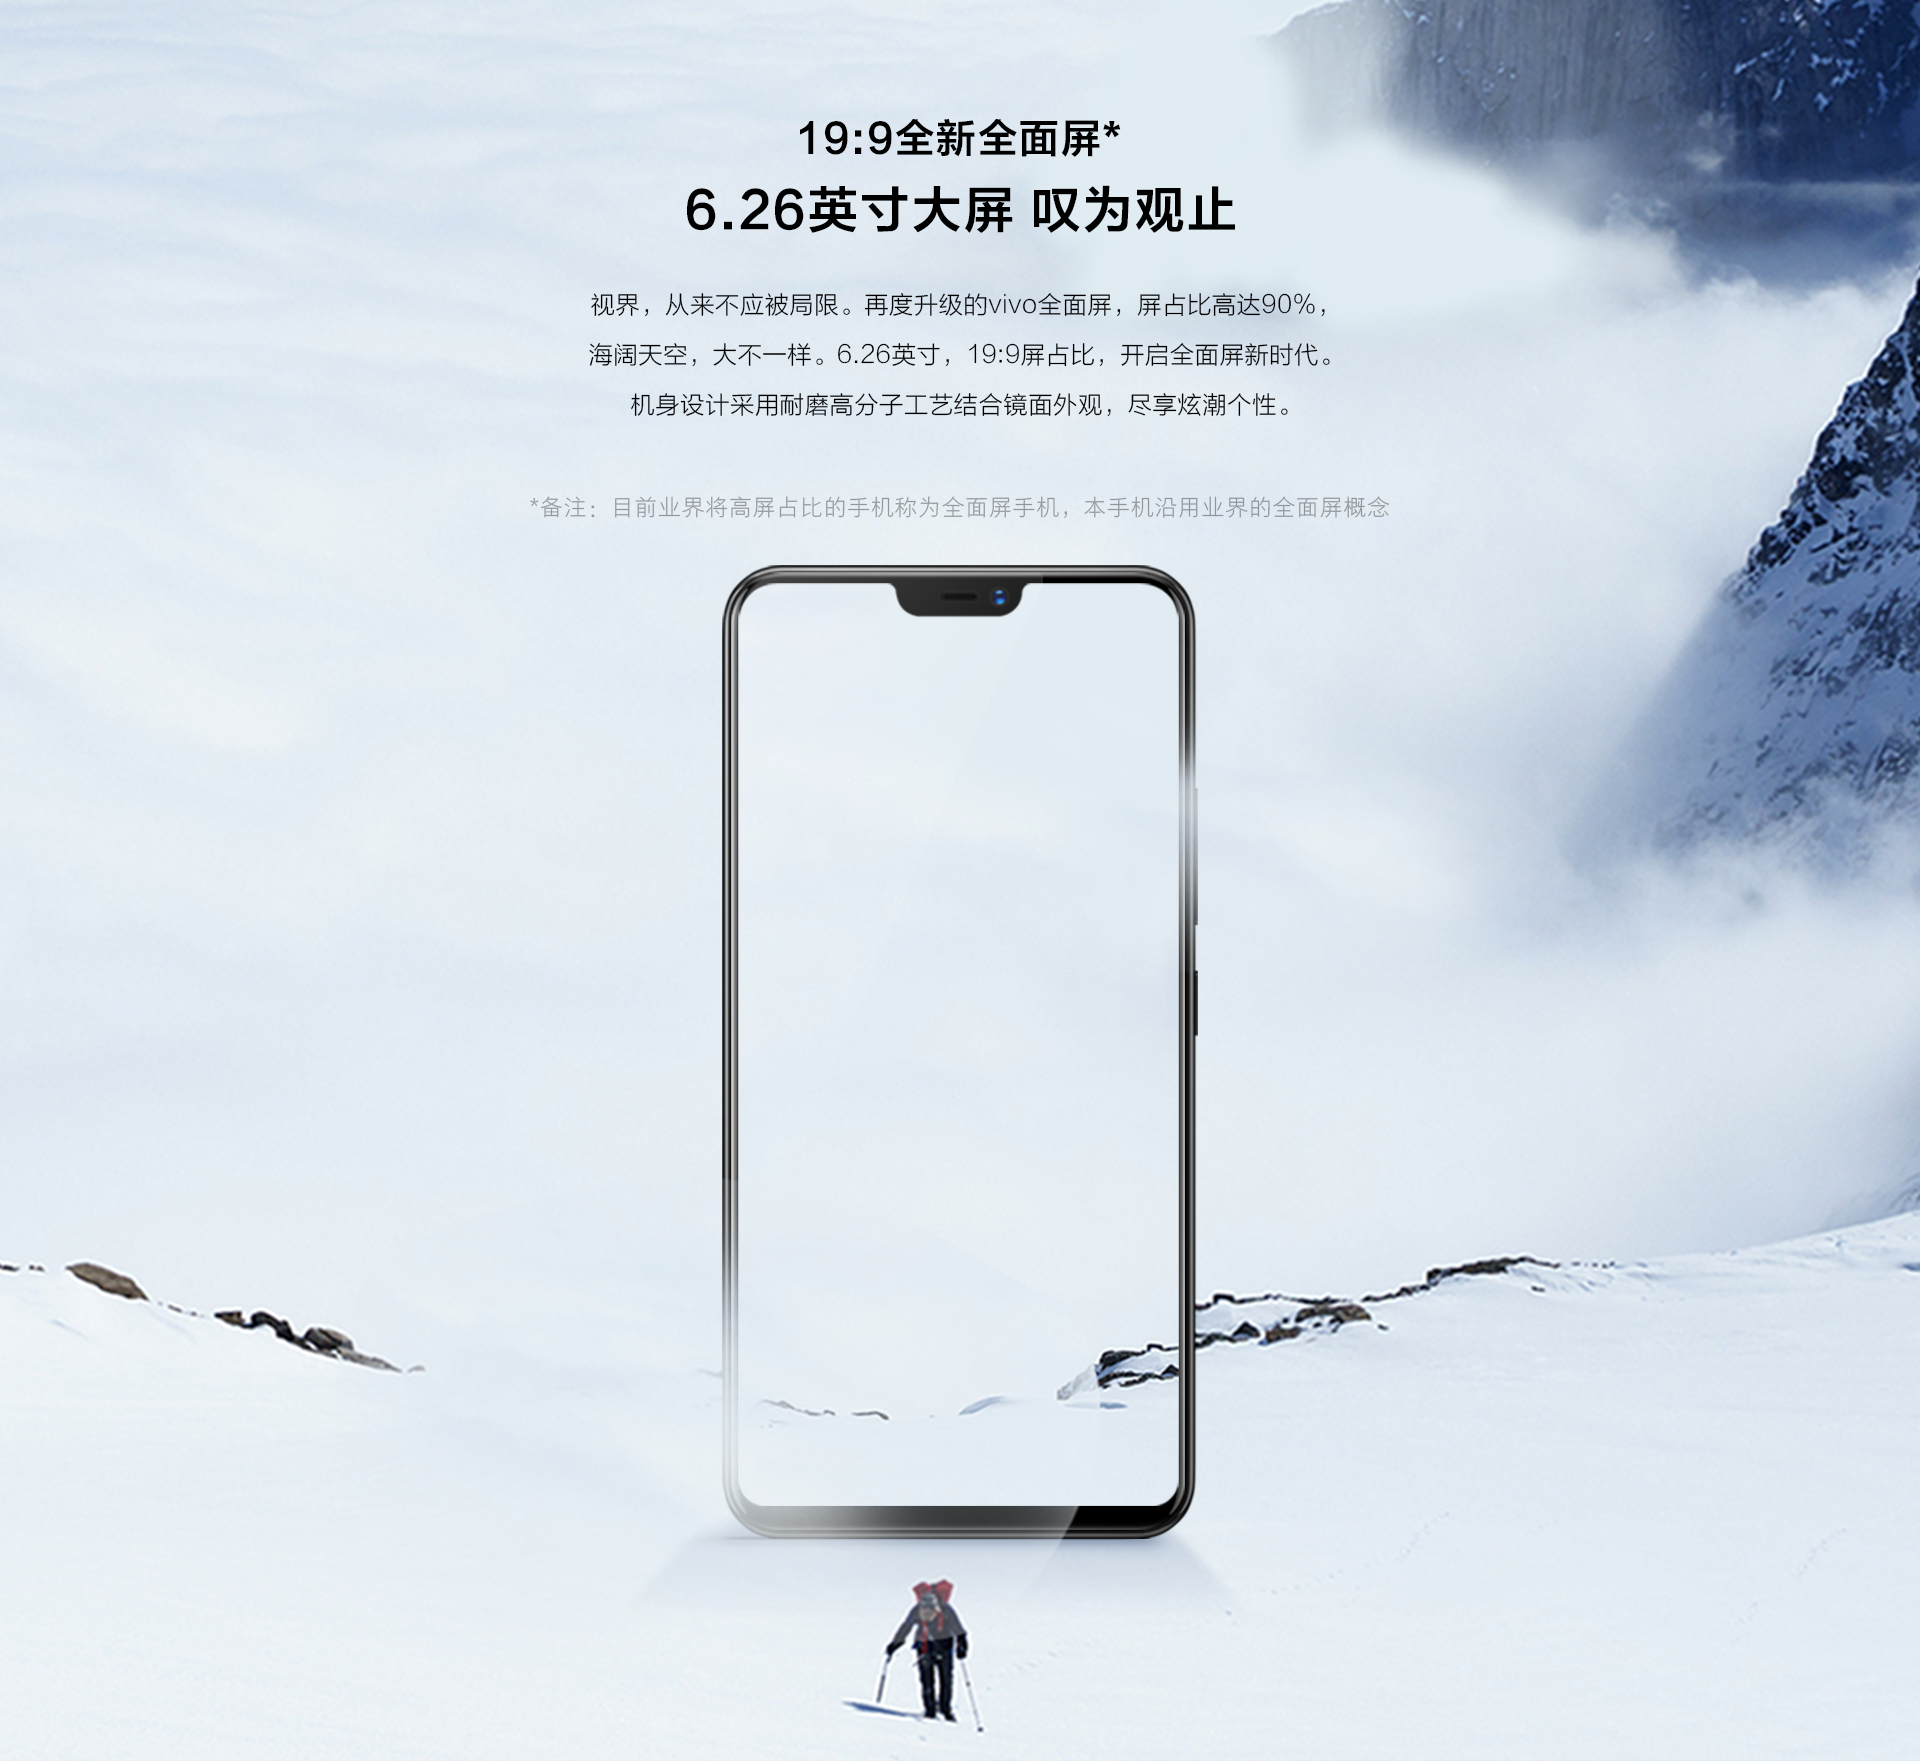 19:9全新全面屏*
6.26英寸大屏 叹为观止
视界，从来不应被局限。再度升级的vivo全面屏，屏占比高达90%，
海阔天空，大不一样。6.26英寸，19:9屏占比，开启全面屏新时代。
机身设计采用耐磨高分子工艺结合镜面外观，尽享炫潮个性。
*备注：目前业界将高屏占比的手机称为全面屏手机，本手机沿用业界的全面屏概念